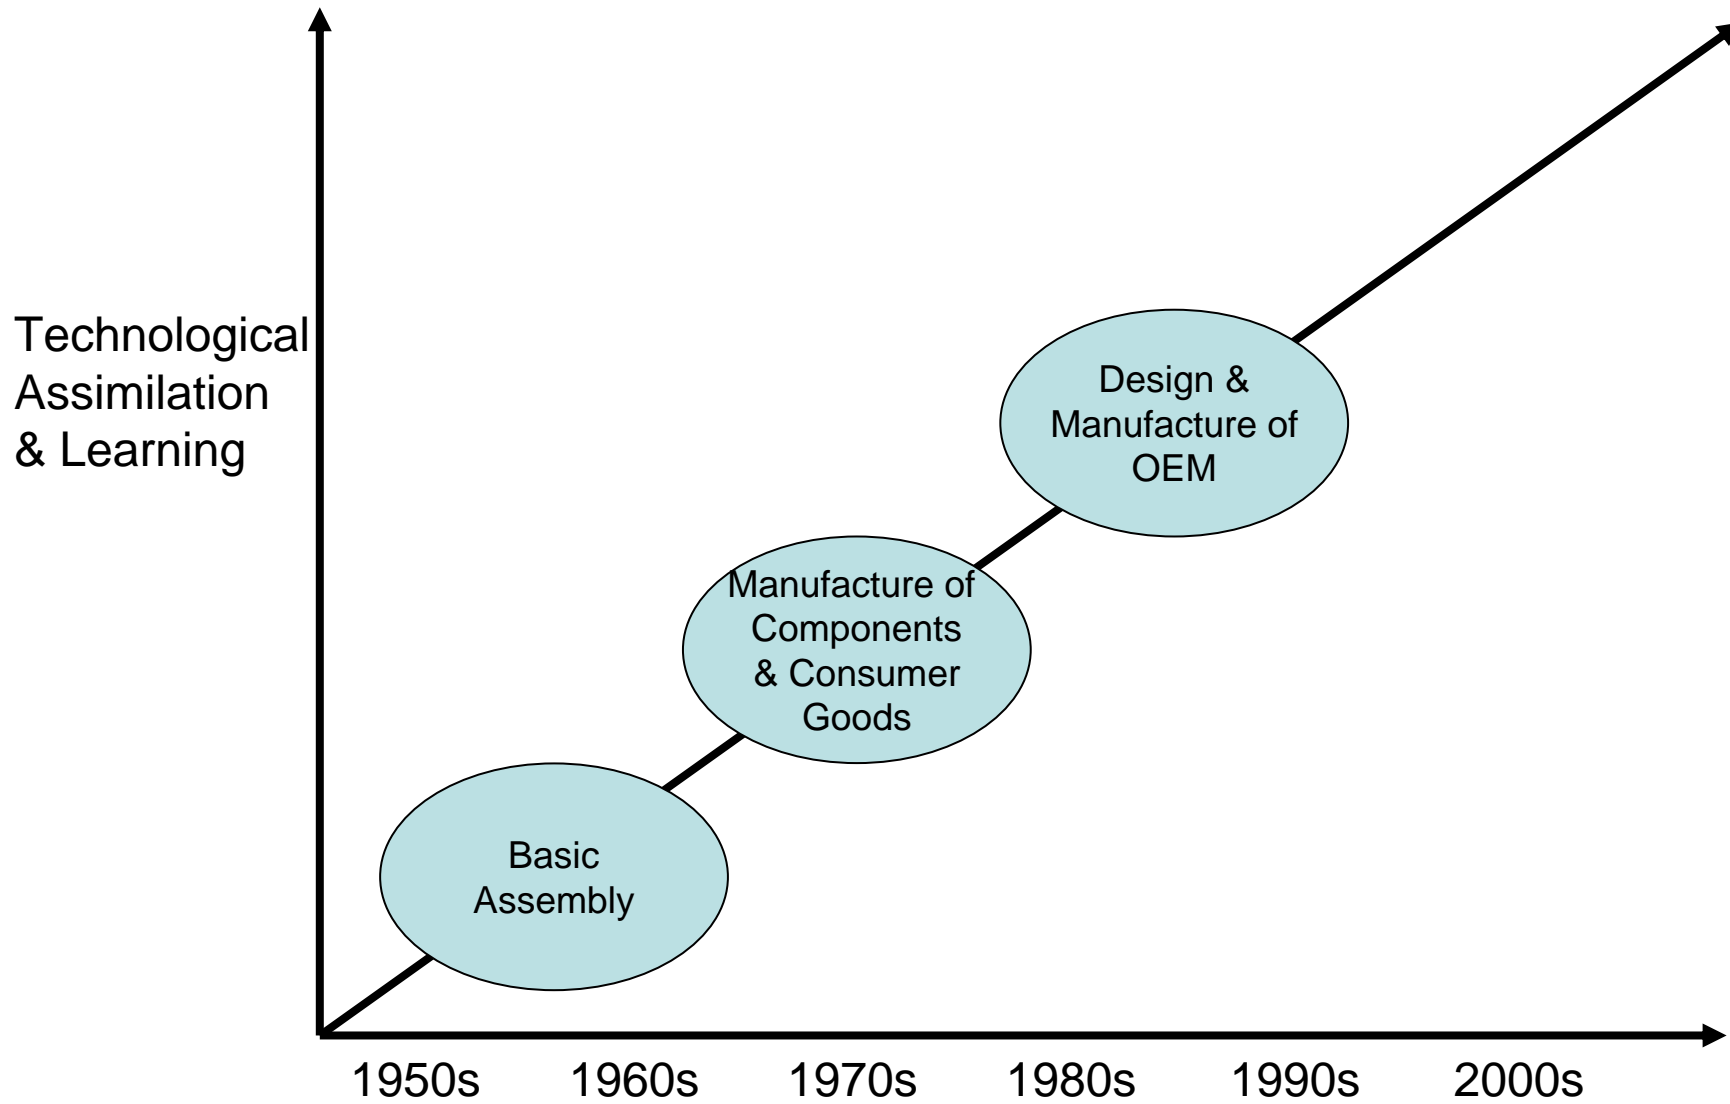 Technological
Assimilation
& Learning
Design &
Manufacture of
OEM
Manufacture of
Components
& Consumer
Goods
Basic
Assembly
1950s 1960s 1970s 1980s 1990s 2000s